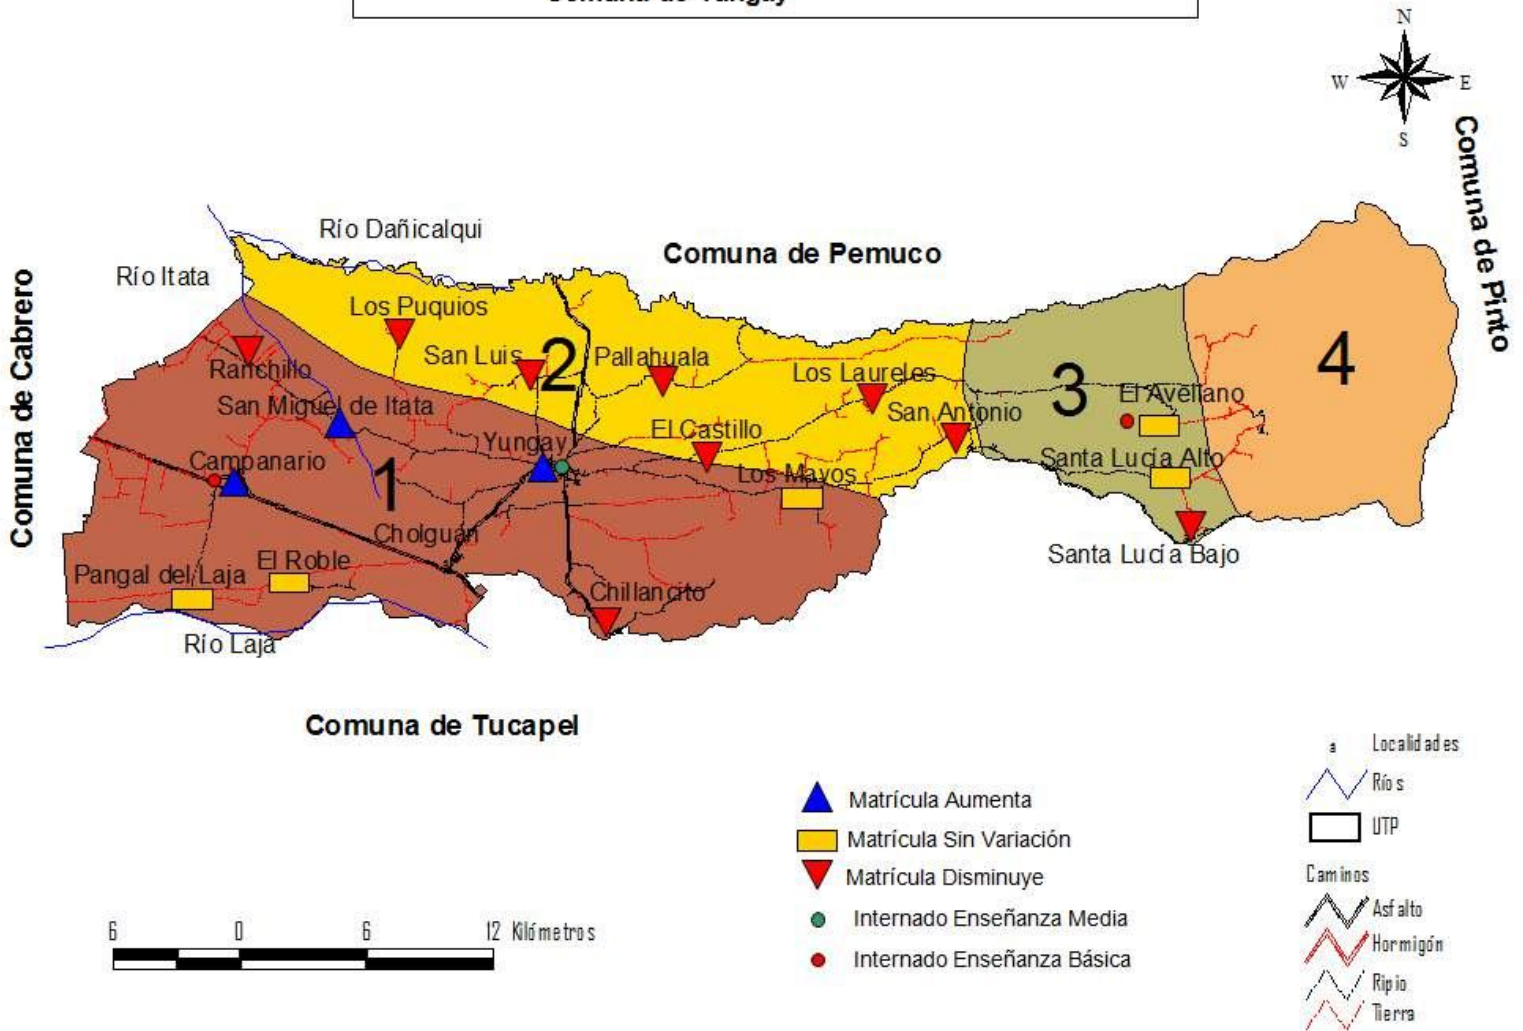 Comuna de Yungay
N
W
E
S
Comuna de Pinto
Río Dañicalqui
Comuna de Pemuco
Río Itata
Comuna de Cabrero
Los Puquios
San Luis
2
Pallahuala
Los Laureles
3
El Avellano
4
Ranchillo
San Miguel de Itata
San Antonio
El Castillo
Yungay
Campanario
1
Los Mayos
Santa Lucía Alto
Cholguán
El Roble
Pangal del Laja
Santa Lucía Bajo
Chillancito
Río Laja
Comuna de Tucapel
a Localidades
Ríos
UTP
Caminos
Asfalto
Hormigón
Ripio
Tierra
Matrícula Aumenta
Matrícula Sin Variación
Matrícula Disminuye
Internado Enseñanza Media
Internado Enseñanza Básica
6 0 6 12 Kilómetros